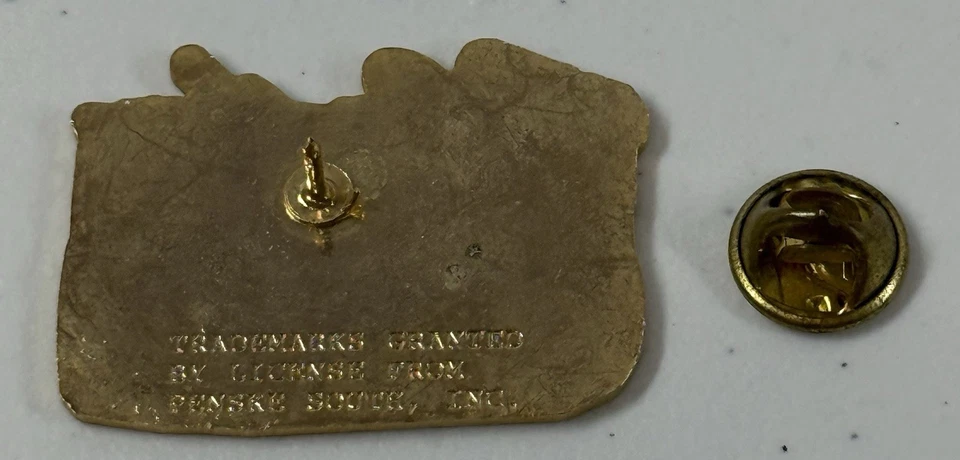 TRADEMARKS GRANTED
BY LICENSE FROM
PENSKE SOUTH, INC.